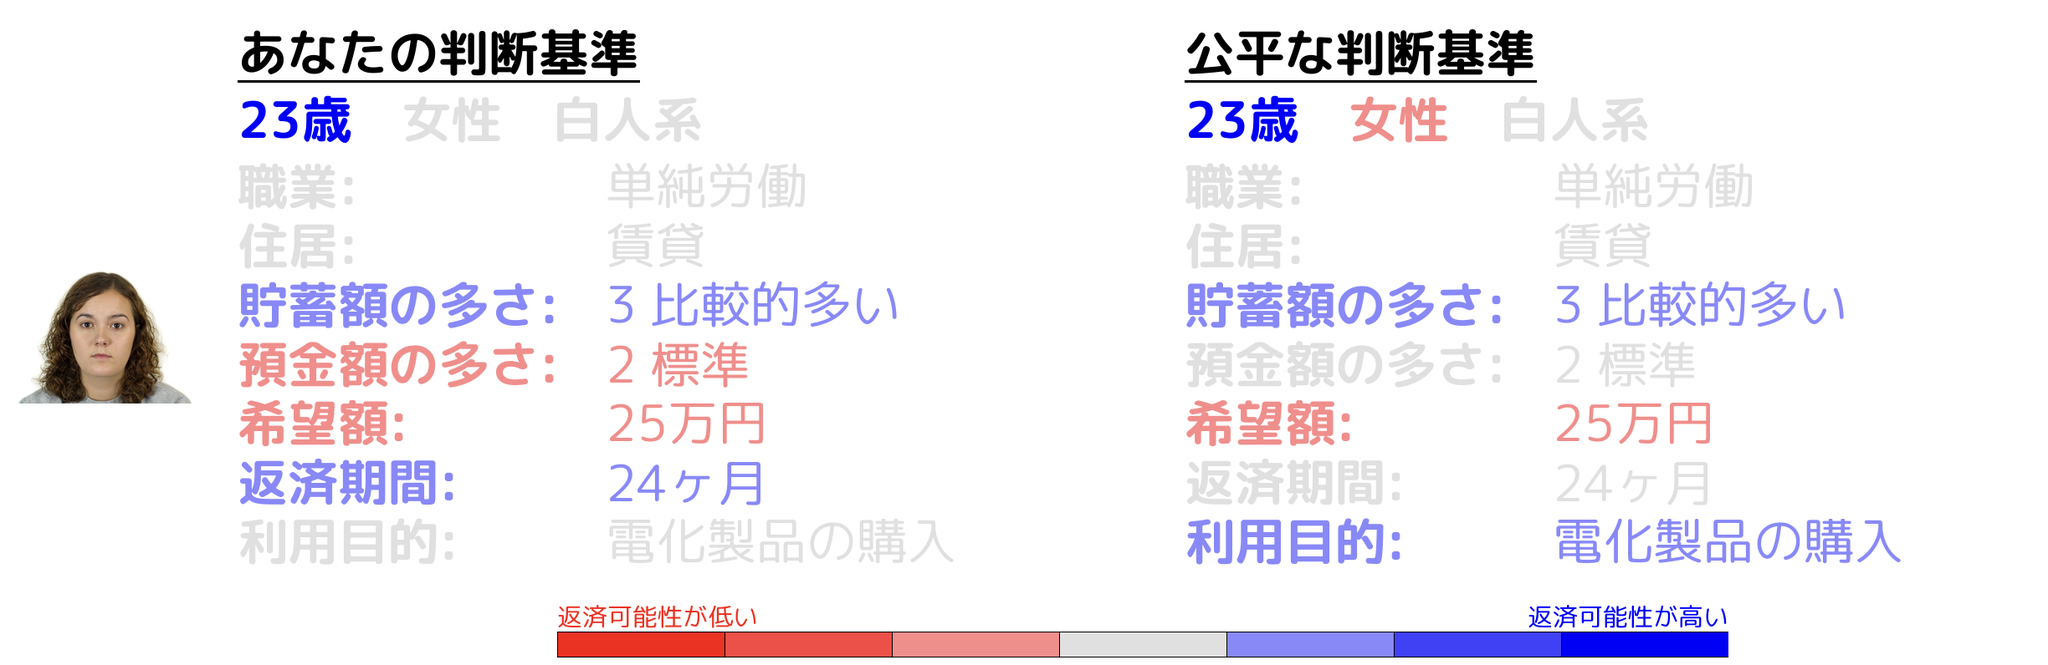 あなたの判断基準
23歳 女性 白人系
職業: 単純労働
住居: 賃貸
貯蓄額の多さ: 3 比較的多い
預金額の多さ: 2 標準
希望額: 25万円
返済期間: 24ヶ月
利用目的: 電化製品の購入
公平な判断基準
23歳 女性 白人系
職業: 単純労働
住居: 賃貸
貯蓄額の多さ: 3 比較的多い
預金額の多さ: 2 標準
希望額: 25万円
返済期間: 24ヶ月
利用目的: 電化製品の購入
返済可能性が低い
返済可能性が高い